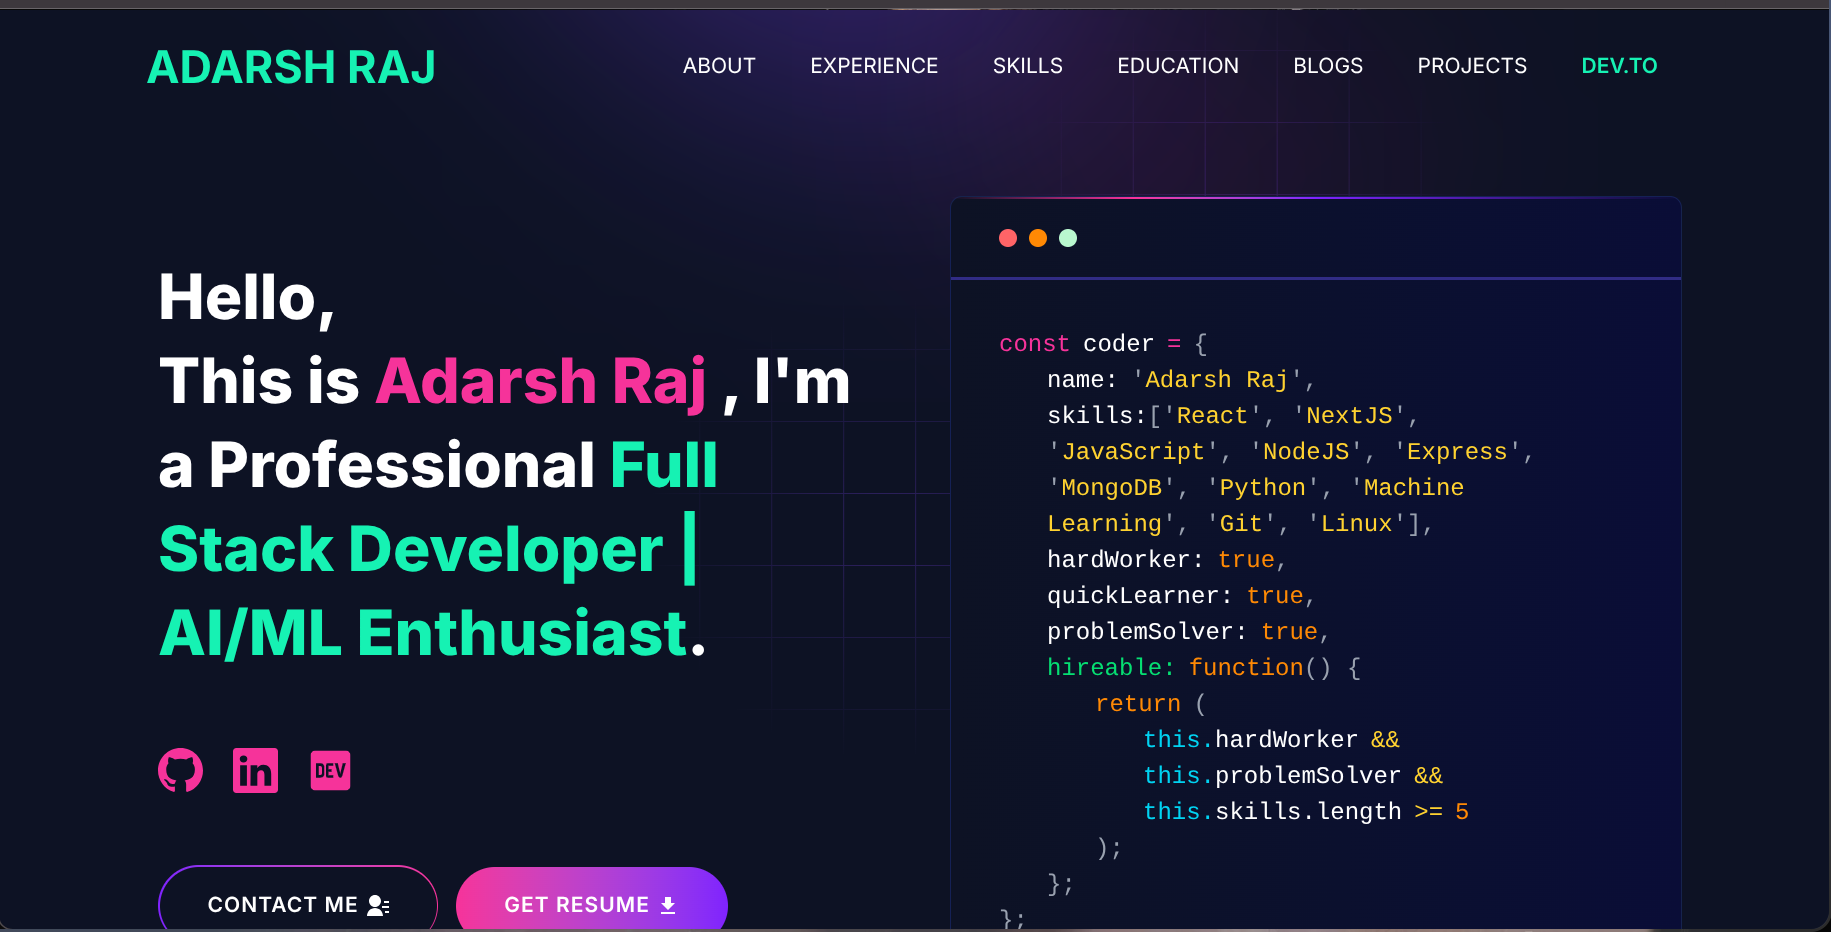 ADARSH RAJ
ABOUT EXPERIENCE SKILLS EDUCATION BLOGS PROJECTS DEV.TO
Hello,
This is Adarsh Raj , I'm
a Professional Full
Stack Developer |
AI/ML Enthusiast.
DEV
CONTACT ME
GET RESUME
const coder = {
name: 'Adarsh Raj',
skills:['React', 'NextJS',
'JavaScript', 'NodeJS', 'Express',
'MongoDB', 'Python', 'Machine
Learning', 'Git', 'Linux'],
hardWorker: true,
quickLearner: true,
problemSolver: true,
hireable: function() {
return (
this.hardWorker &&
this.problemSolver &&
this.skills.length >= 5
);
};
};